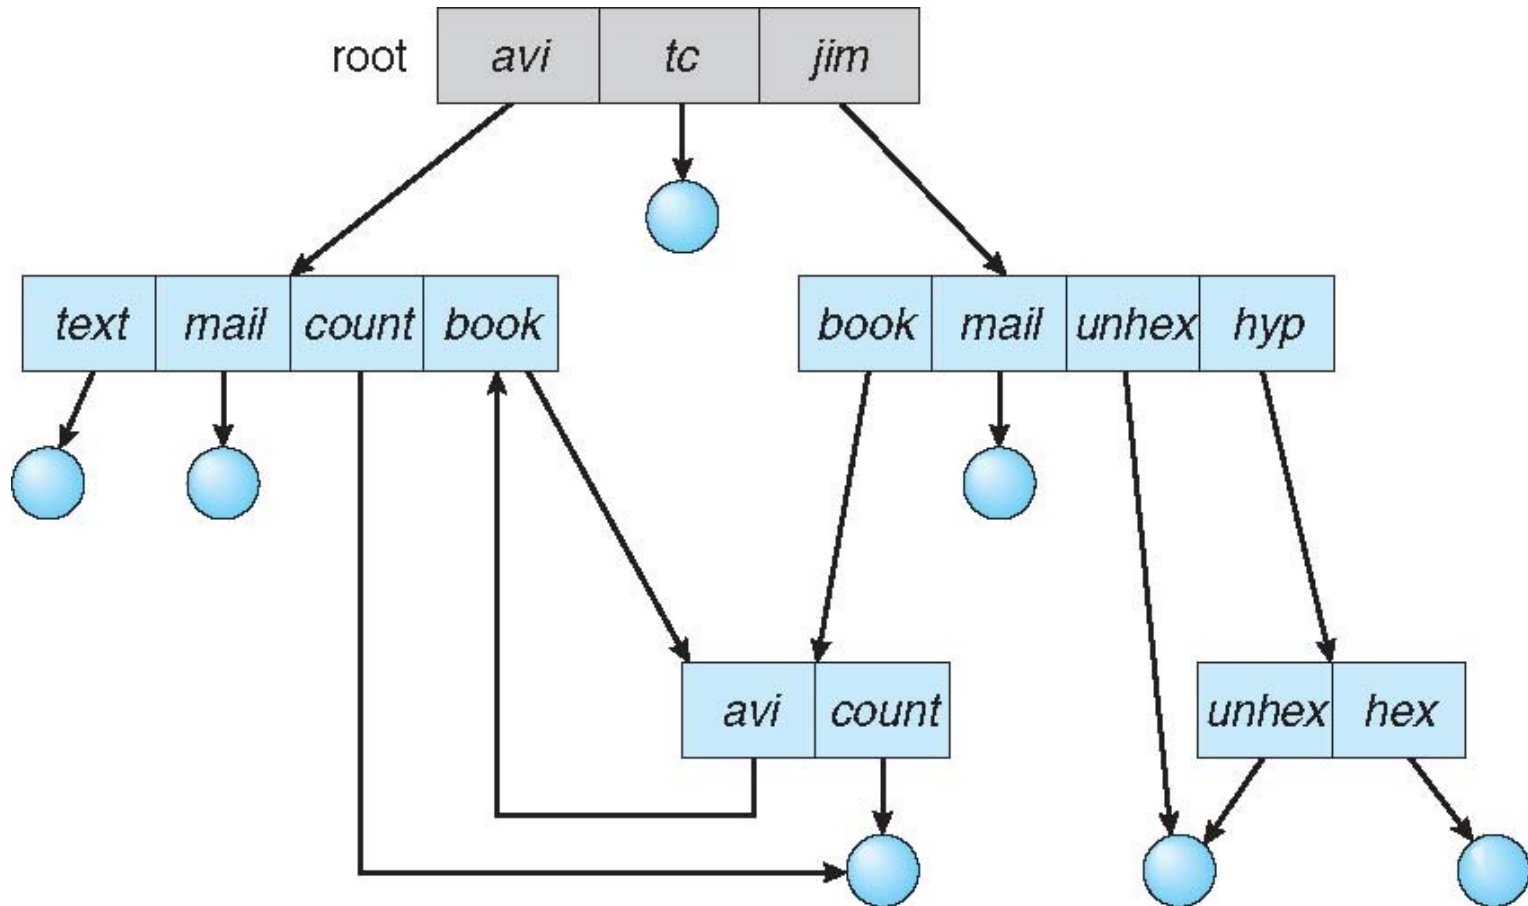 root avi tc jim
text mail count book book mail unhex hyp
avi count unhex hex